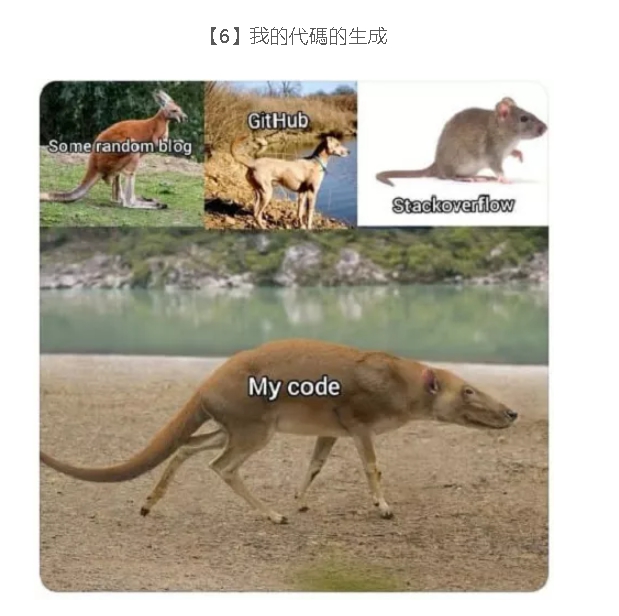 【6】我的代碼的生成
Some random blog
GitHub
Stackoverflow
My code